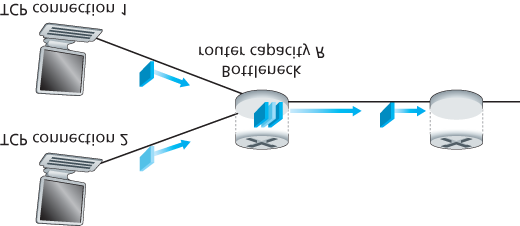 TCP connection 2
Bottleneck
router capacity R
TCP connection 1